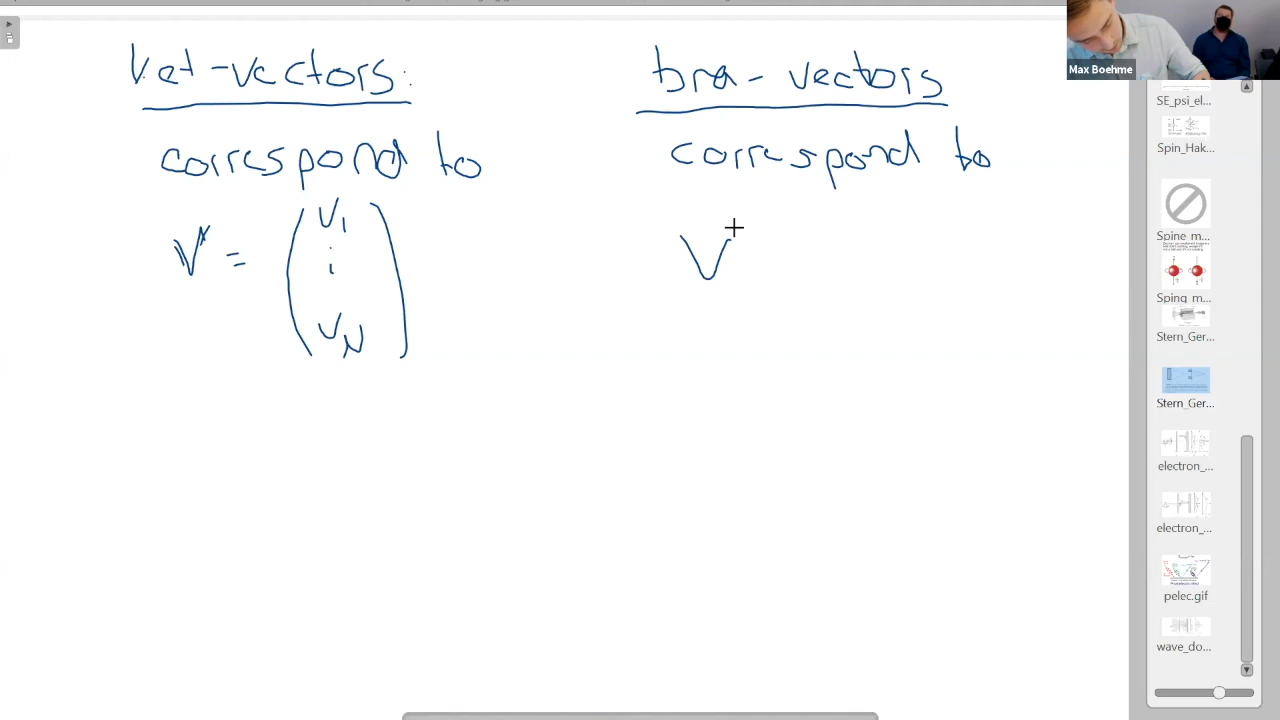 ket-vectors
bra-vectors
correspond to
correspond to
V = ( v1
⋮
vN )
V
Max Boehme
SE_psi_el...
Spin_Hak...
Spine_m...
Sping_m...
Stern_Ger...
Stern_Ger...
electron_...
electron_...
pelec.gif
wave_do...